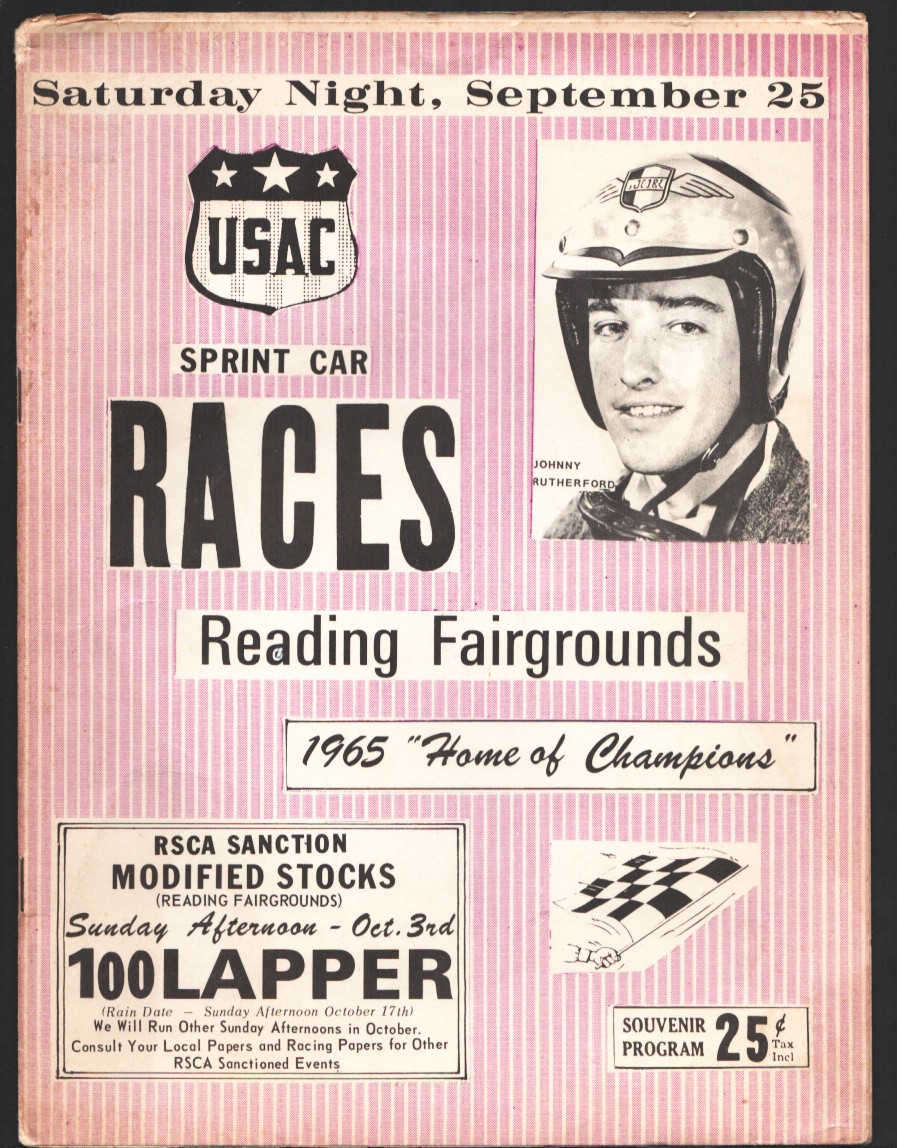 Saturday Night, September 25
USAC
SPRINT CAR
RACES
JOHNNY
RUTHERFORD
Reading Fairgrounds
1965 "Home of Champions"
RSCA SANCTION
MODIFIED STOCKS
(READING FAIRGROUNDS)
Sunday Afternoon - Oct. 3rd
100 LAPPER
(Rain Date — Sunday Afternoon October 17th)
We Will Run Other Sunday Afternoons in October.
Consult Your Local Papers and Racing Papers for Other
RSCA Sanctioned Events
SOUVENIR
PROGRAM
25¢
Tax
Incl